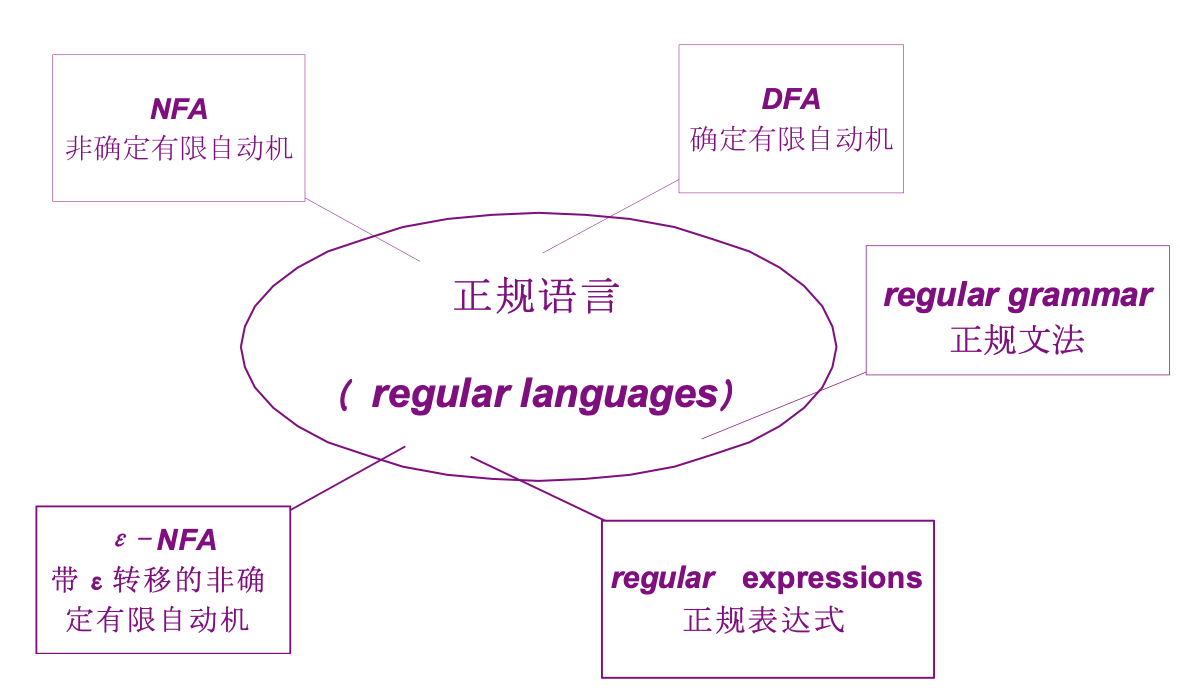 NFA
非确定有限自动机
DFA
确定有限自动机
正规语言
( regular languages)
regular grammar
正规文法
ε-NFA
带 ε 转移的非确
定有限自动机
regular expressions
正规表达式